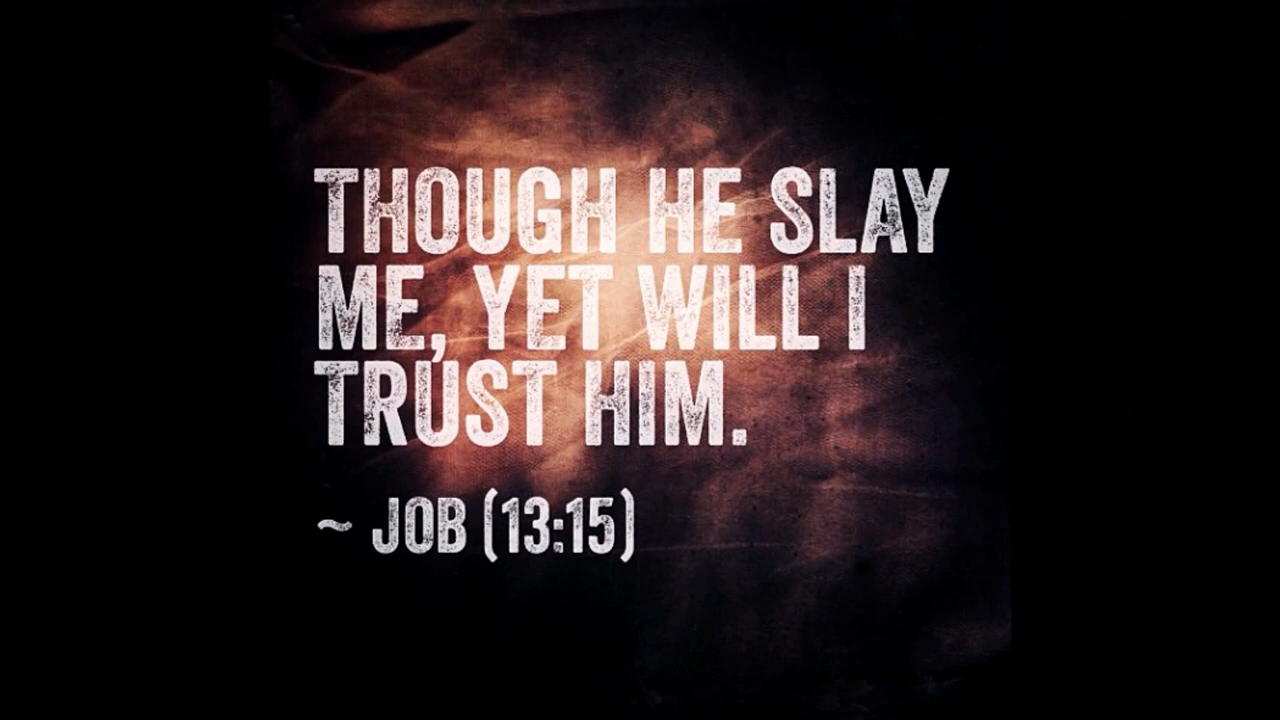 THOUGH HE SLAY
ME, YET WILL I
TRUST HIM.
~ JOB (13:15)